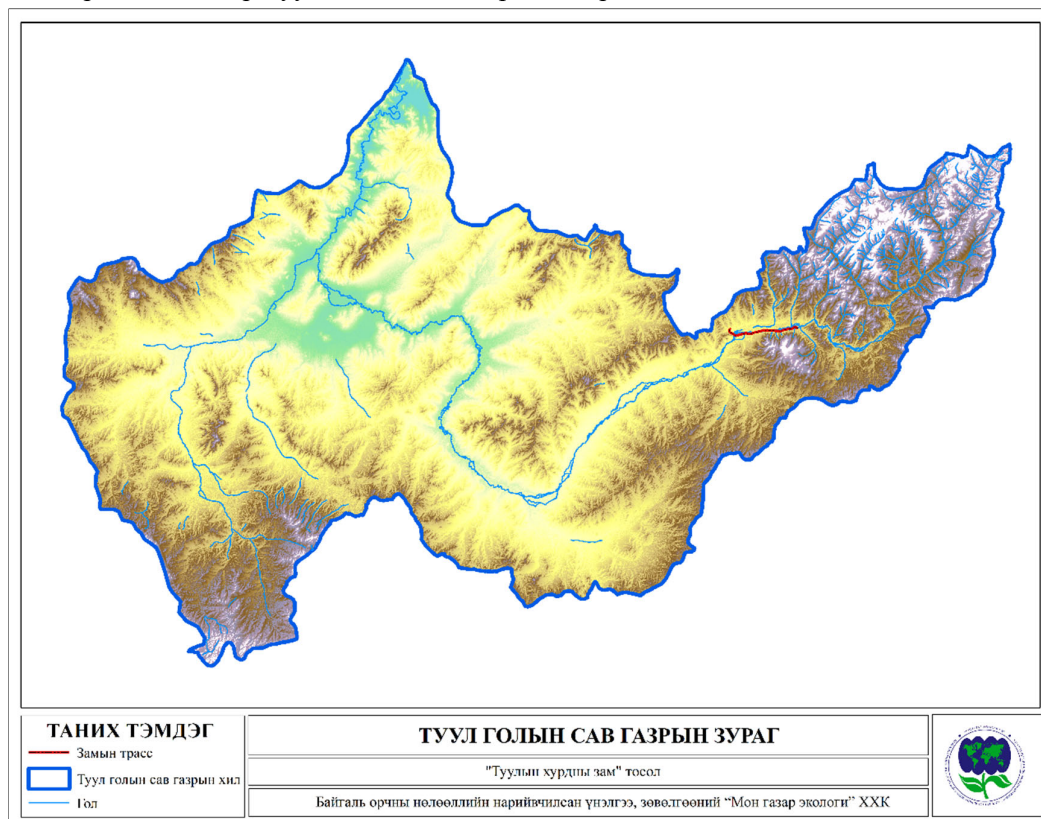 ТАНИХ ТЭМДЭГ
Замын трасс
Туул голын сав газрын хил
Гол
ТУУЛ ГОЛЫН САВ ГАЗРЫН ЗУРАГ
"Туулын хурдны зам" төсөл
Байгаль орчны нөлөөллийн нарийвчилсан үнэлгээ, зөвөлгөөний “Мон газар экологи” ХХК